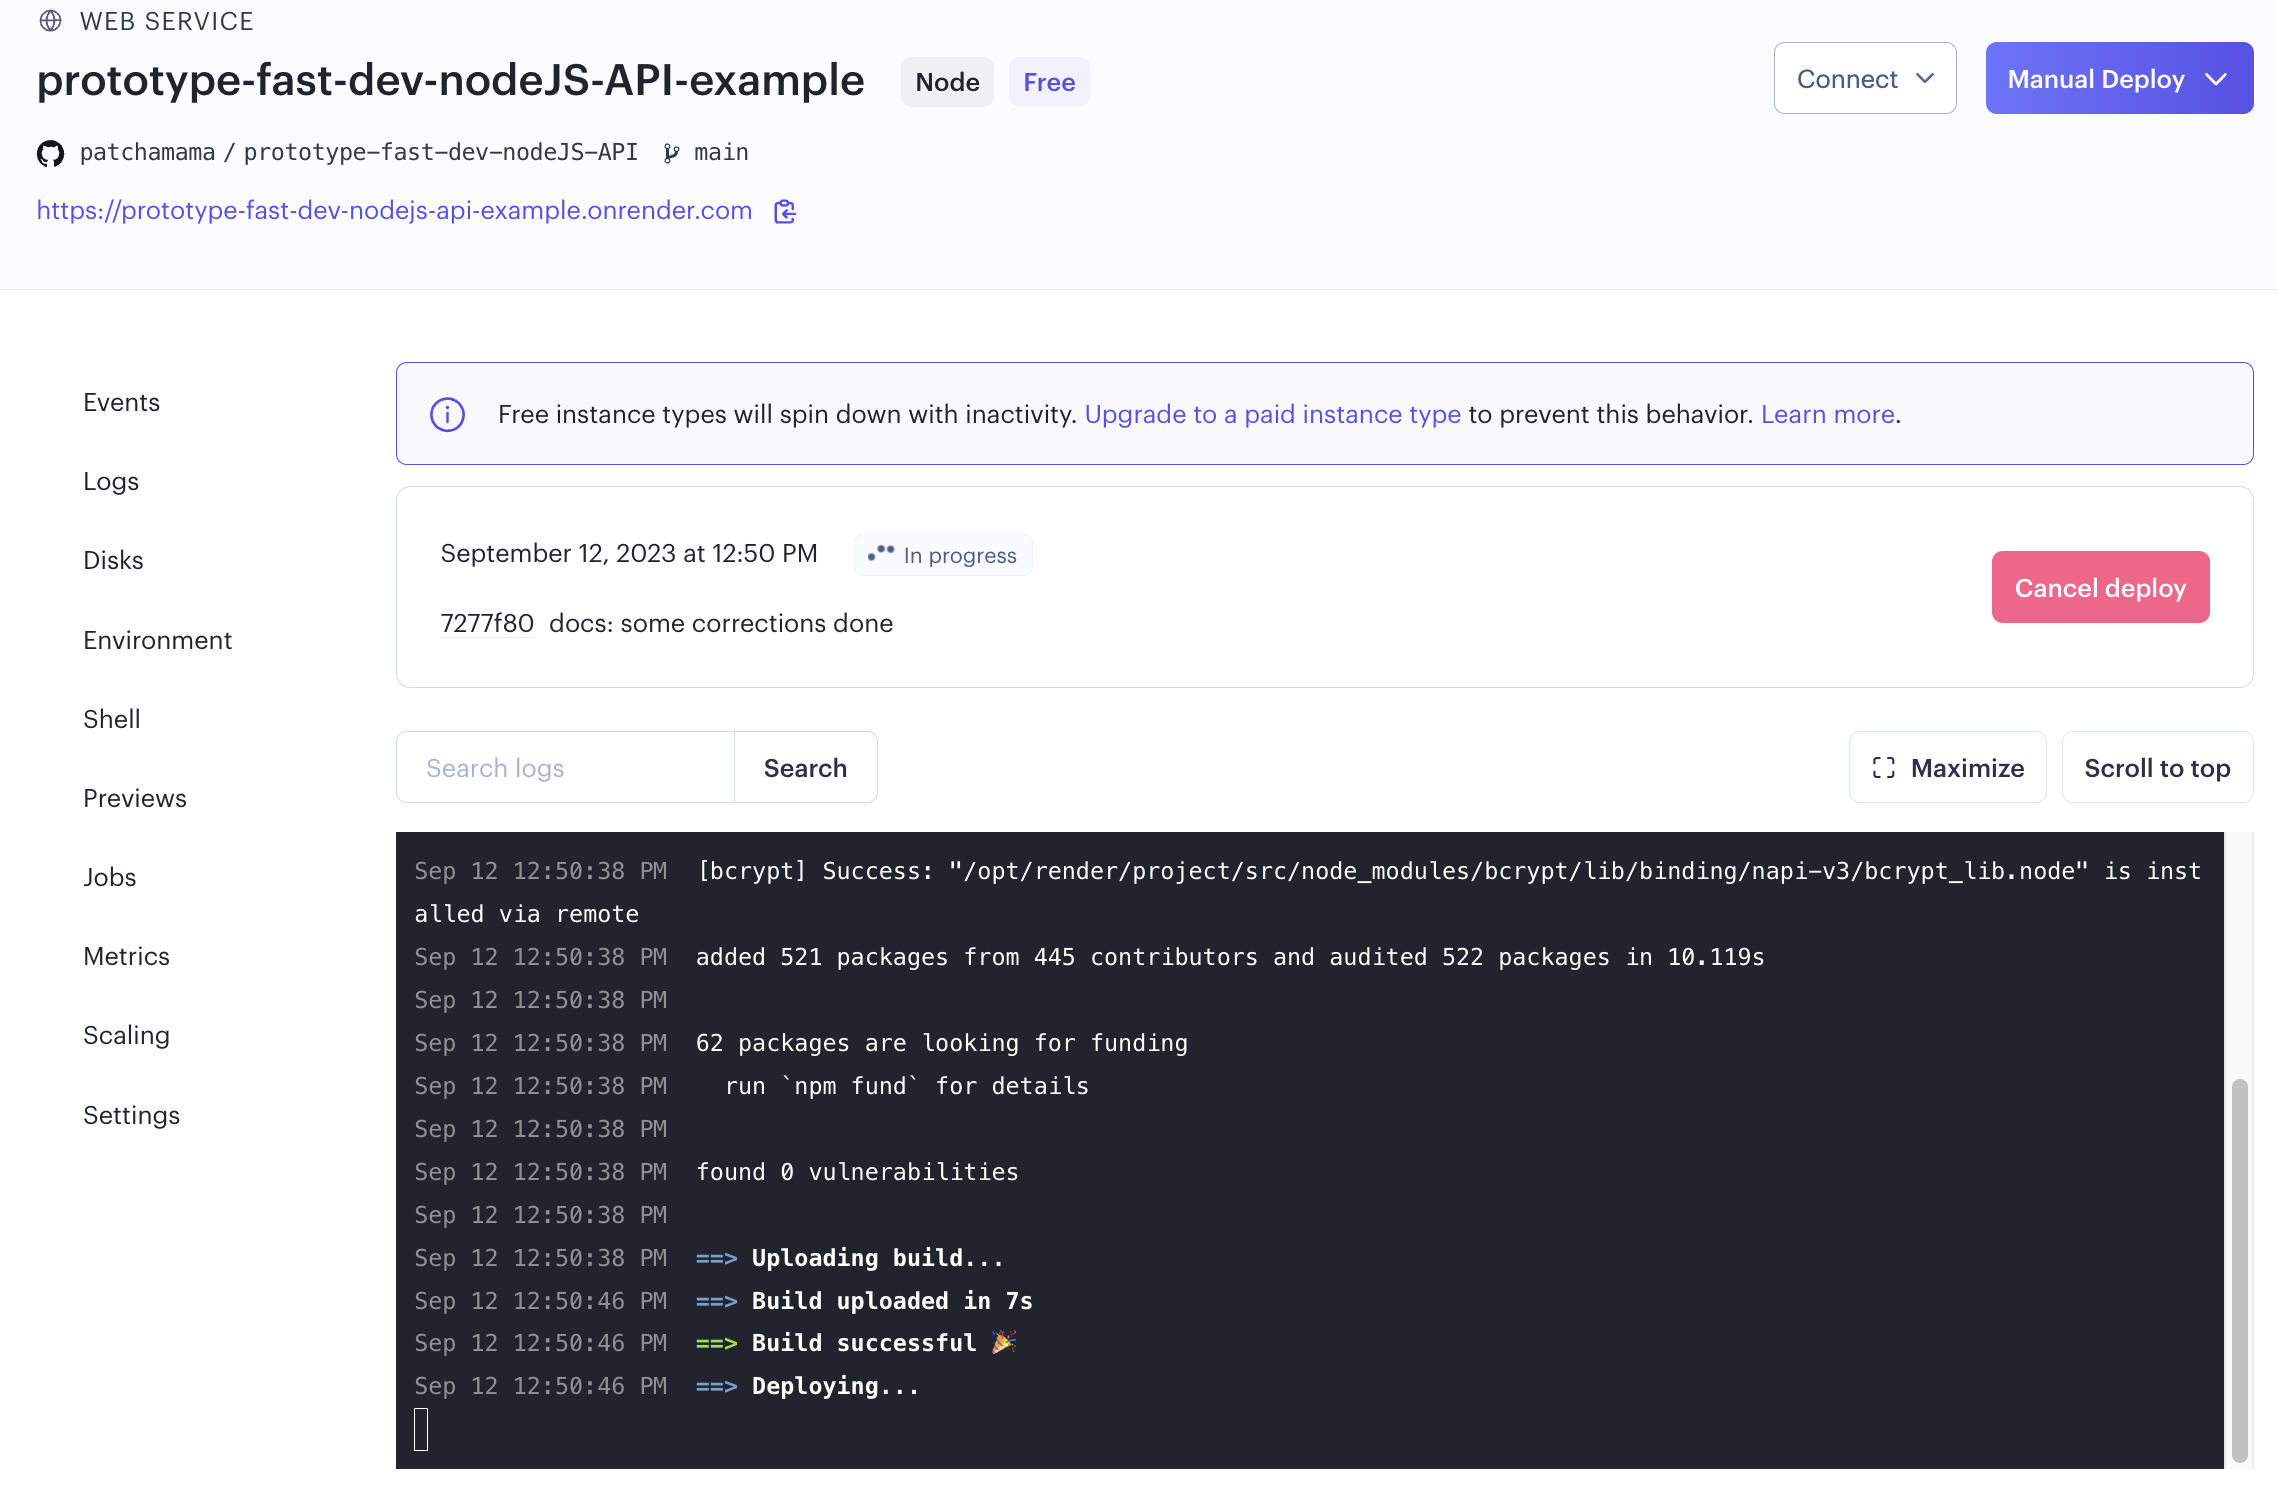 WEB SERVICE
prototype-fast-dev-nodeJS-API-example Node Free
Connect Manual Deploy
patchamama / prototype-fast-dev-nodeJS-API main
https://prototype-fast-dev-nodejs-api-example.onrender.com
Events
Logs
Disks
Environment
Shell
Previews
Jobs
Metrics
Scaling
Settings
Free instance types will spin down with inactivity. Upgrade to a paid instance type to prevent this behavior. Learn more.
September 12, 2023 at 12:50 PM In progress
7277f80 docs: some corrections done
Cancel deploy
Search logs Search Maximize Scroll to top
Sep 12 12:50:38 PM [bcrypt] Success: "/opt/render/project/src/node_modules/bcrypt/lib/binding/napi-v3/bcrypt_lib.node" is inst
alled via remote
Sep 12 12:50:38 PM added 521 packages from 445 contributors and audited 522 packages in 10.119s
Sep 12 12:50:38 PM
Sep 12 12:50:38 PM 62 packages are looking for funding
Sep 12 12:50:38 PM run `npm fund` for details
Sep 12 12:50:38 PM
Sep 12 12:50:38 PM found 0 vulnerabilities
Sep 12 12:50:38 PM
Sep 12 12:50:38 PM ==> Uploading build...
Sep 12 12:50:46 PM ==> Build uploaded in 7s
Sep 12 12:50:46 PM ==> Build successful 🎉
Sep 12 12:50:46 PM ==> Deploying...